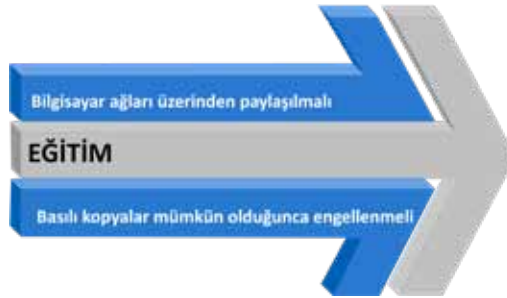 Bilgisayar ağları üzerinden paylaşılmalı
EĞİTİM
Basılı kopyalar mümkün olduğunca engellenmeli